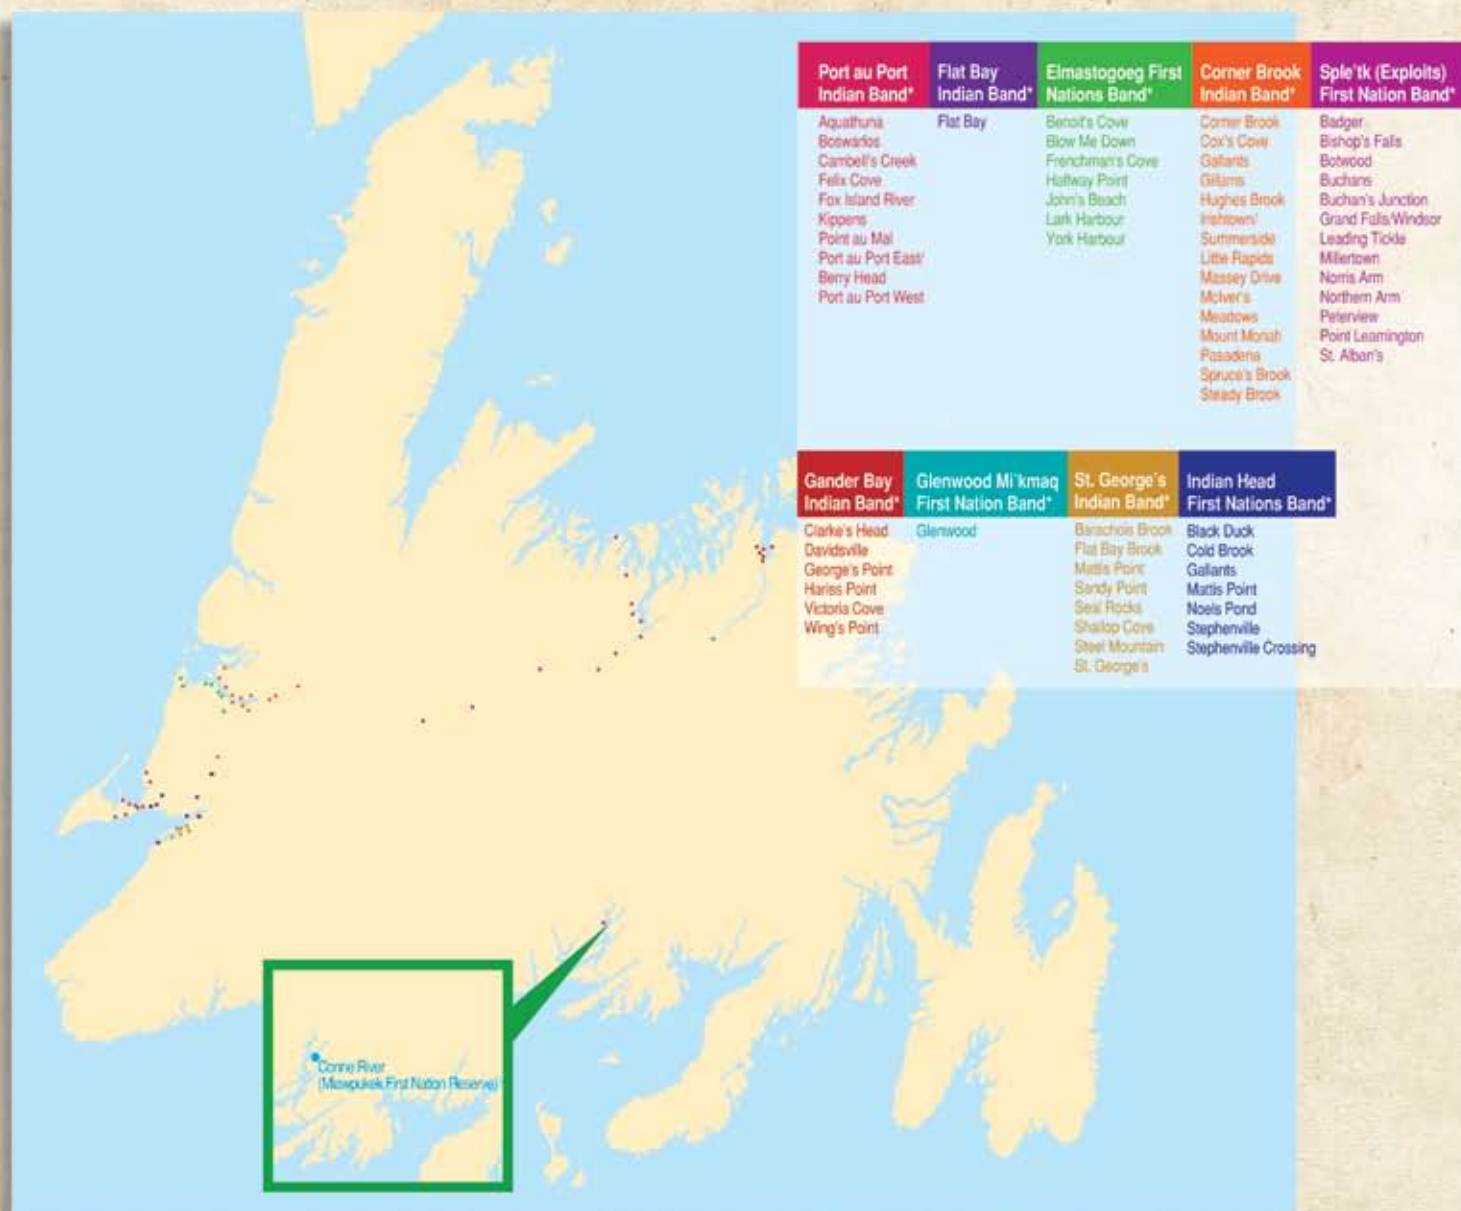 Port au Port
Indian Band*
Aquathuna
Boswarlos
Cambell's Creek
Felix Cove
Fox Island River
Kippens
Point au Mal
Port au Port East/
Berry Head
Port au Port West
Flat Bay
Indian Band*
Flat Bay
Elmastogoeg First
Nations Band*
Benoit's Cove
Blow Me Down
Frenchman's Cove
Halfway Point
John's Beach
Lark Harbour
York Harbour
Corner Brook
Indian Band*
Corner Brook
Cox's Cove
Gallants
Gillams
Hughes Brook
Irishtown/
Summerside
Little Rapids
Massey Drive
McIver's
Meadows
Mount Moriah
Pasadena
Spruce's Brook
Steady Brook
Sple'tk (Exploits)
First Nation Band*
Badger
Bishop's Falls
Botwood
Buchans
Buchan's Junction
Grand Falls/Windsor
Leading Tickle
Millertown
Norris Arm
Northern Arm
Peterview
Point Leamington
St. Alban's
Gander Bay
Indian Band*
Clarke's Head
Davidsville
George's Point
Hariss Point
Victoria Cove
Wing's Point
Glenwood Mi'kmaq
First Nation Band*
Glenwood
St. George's
Indian Band*
Barachois Brook
Flat Bay Brook
Mattis Point
Sandy Point
Seal Rocks
Shallop Cove
Steel Mountain
St. George's
Indian Head
First Nations Band*
Black Duck
Cold Brook
Gallants
Mattis Point
Noels Pond
Stephenville
Stephenville Crossing
Conne River
(Miawpukek First Nation Reserve)